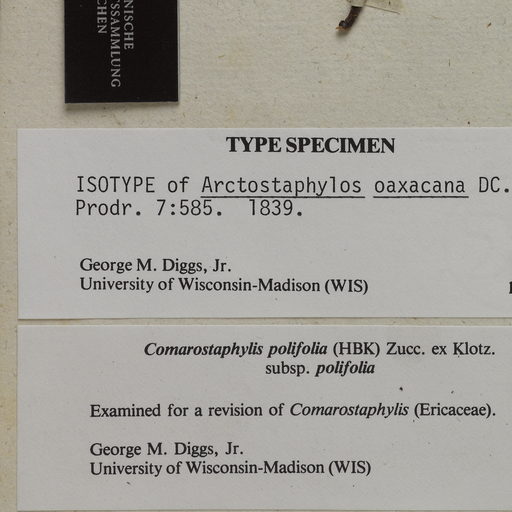 NISCHE
TSSAMMLUNG
CHEN
TYPE SPECIMEN
ISOTYPE of Arctostaphylos oaxacana DC.
Prodr. 7:585. 1839.
George M. Diggs, Jr.
University of Wisconsin-Madison (WIS)
Comarostaphylis polifolia (HBK) Zucc. ex Klotz.
subsp. polifolia
Examined for a revision of Comarostaphylis (Ericaceae).
George M. Diggs, Jr.
University of Wisconsin-Madison (WIS)